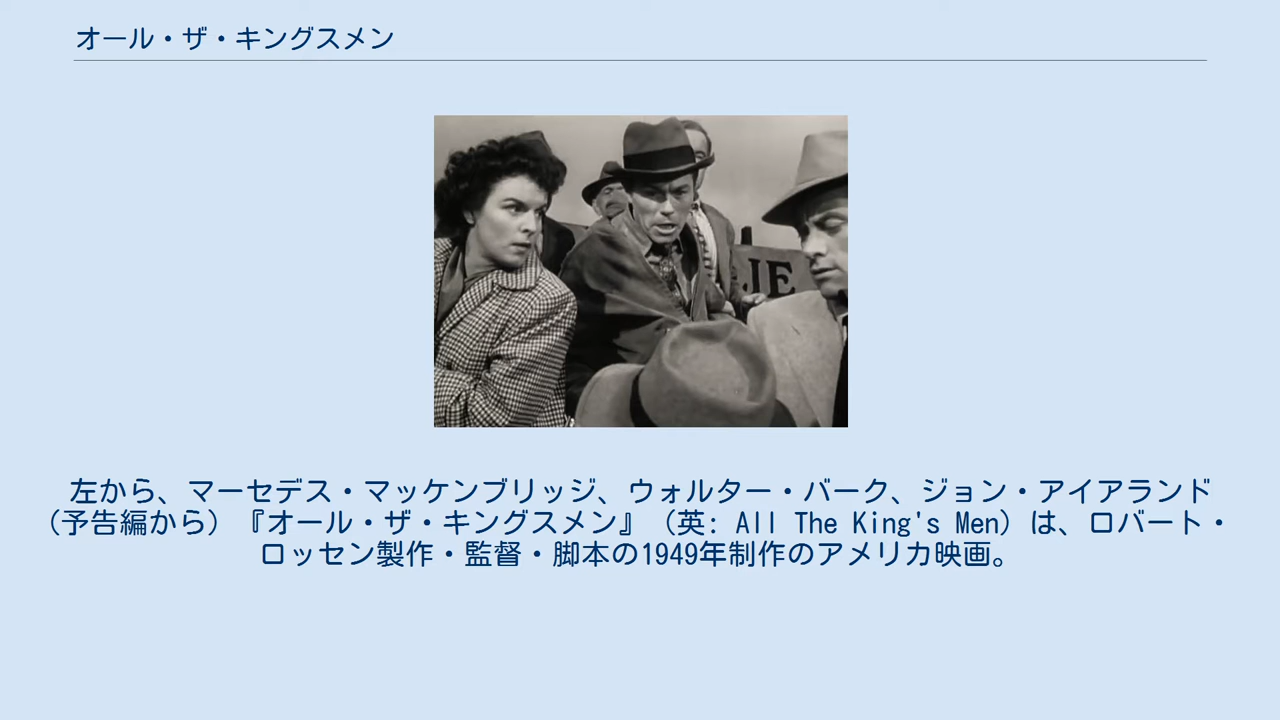 オール・ザ・キングスメン
JE
左から、マーセデス・マッケンブリッジ、ウォルター・バーク、ジョン・アイアランド
（予告編から）『オール・ザ・キングスメン』（英: All The King's Men）は、ロバート・
ロッセン製作・監督・脚本の1949年制作のアメリカ映画。